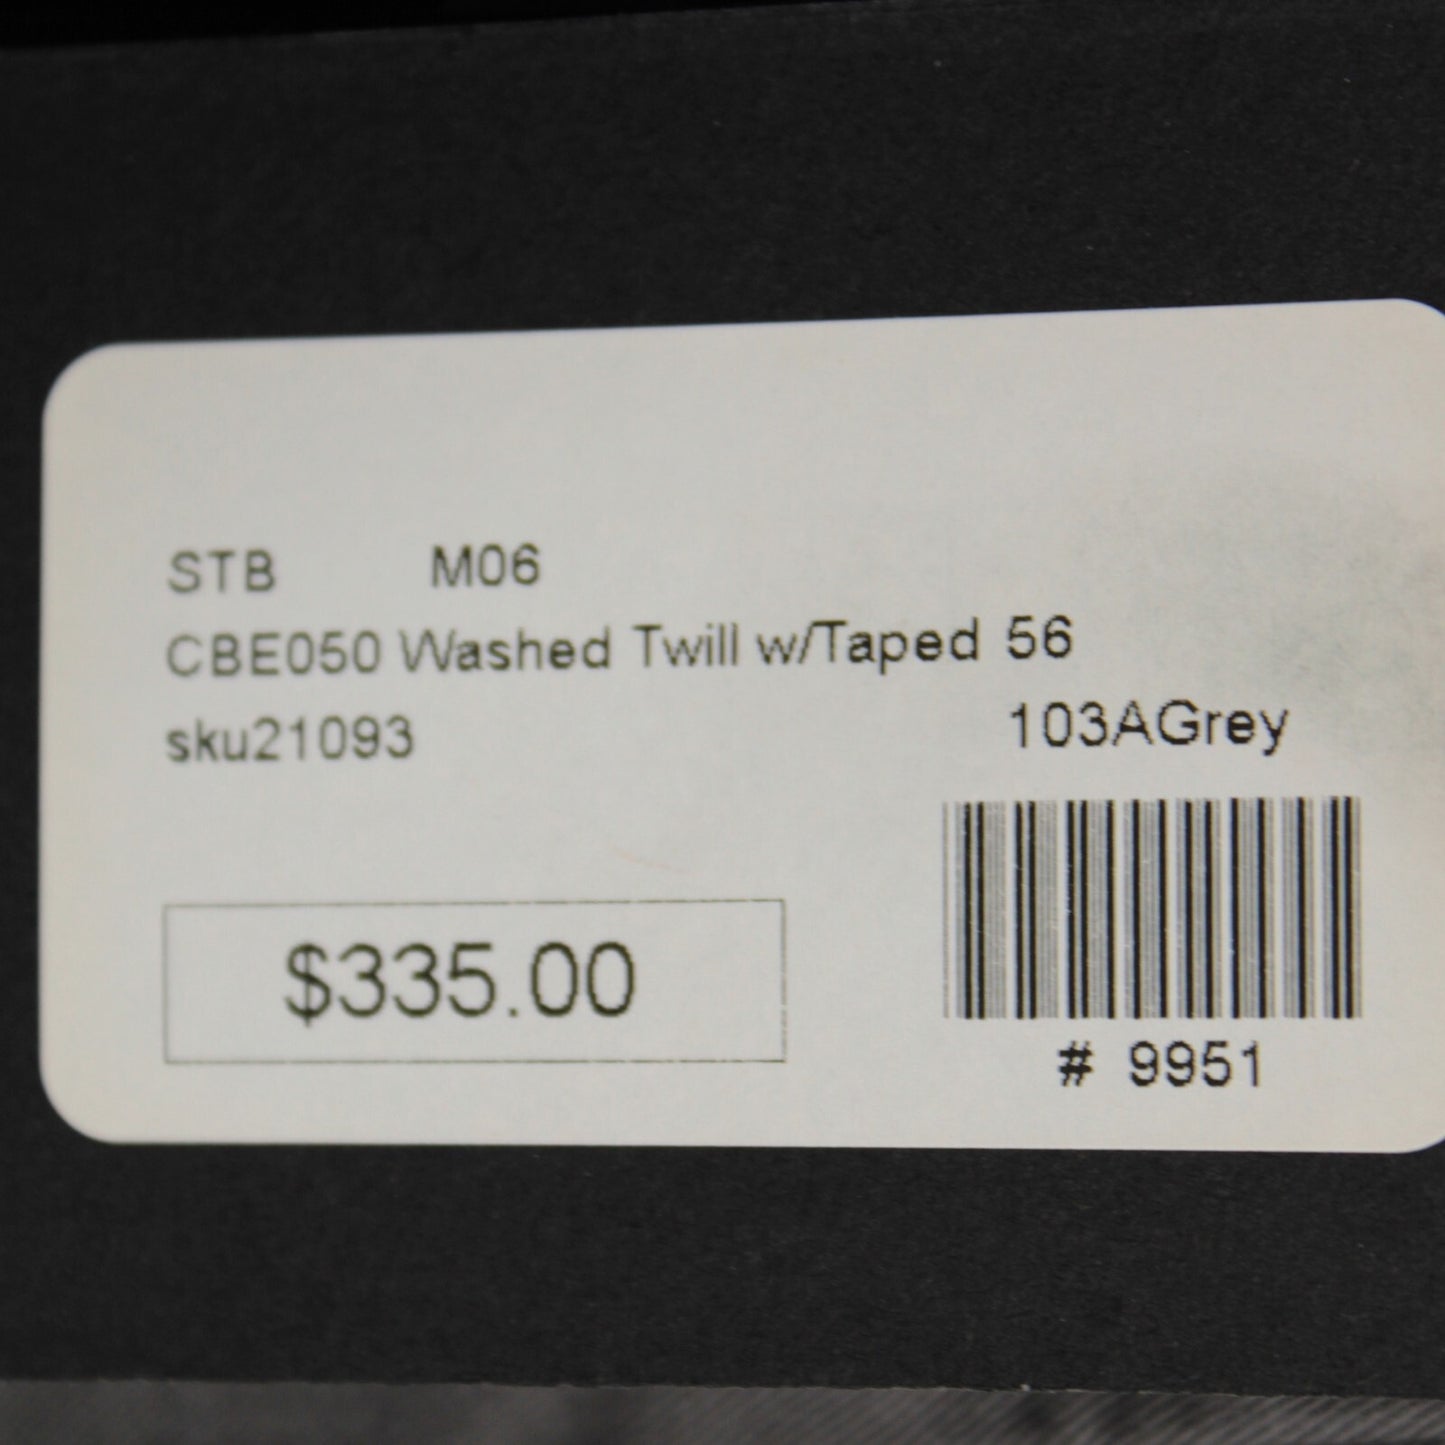 STB M06
CBE050 Washed Twill w/Taped 56
sku21093
103AGrey
$335.00
# 9951